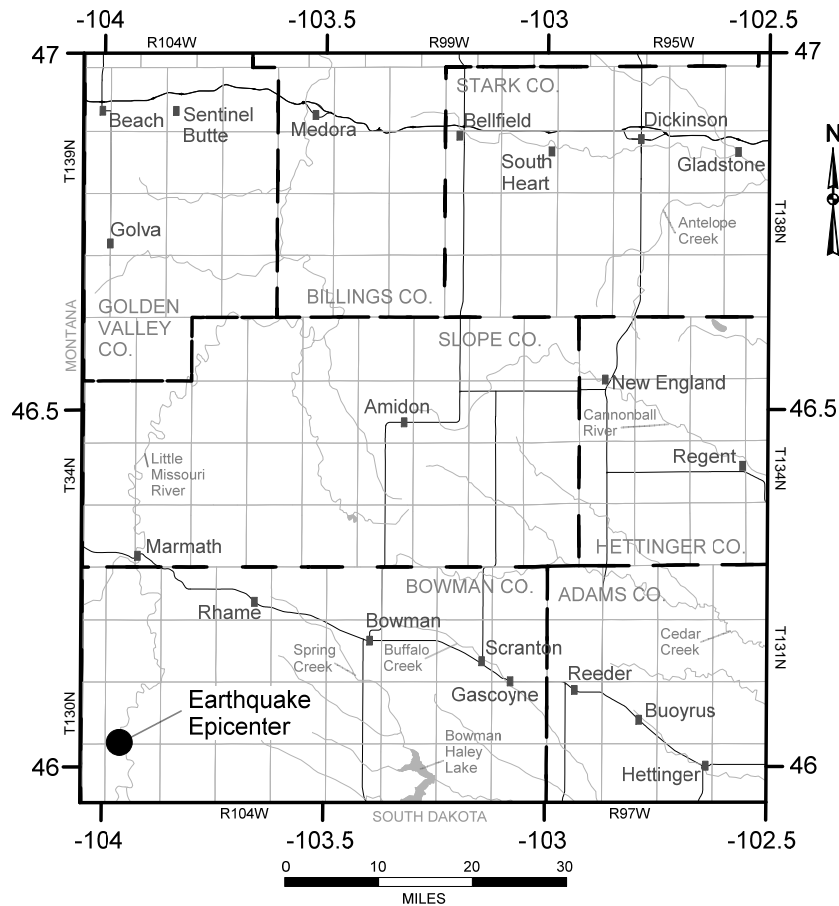 -104
-103.5
-103
-102.5
R104W
R99W
R95W
47
47
STARK CO.
Beach
Sentinel
Butte
Medora
Bellfield
Dickinson
South
Heart
Gladstone
N
T139N
T138N
Golva
Antelope
Creek
MONTANA
GOLDEN
VALLEY
CO.
BILLINGS CO.
SLOPE CO.
New England
Amidon
46.5
46.5
Cannonball
River
Regent
Little
Missouri
River
T34N
T134N
Marmath
HETTINGER CO.
BOWMAN CO.
ADAMS CO.
Rhame
Bowman
Spring
Creek
Buffalo
Creek
Scranton
Cedar
Creek
T131N
Gascoyne
Reeder
T130N
Earthquake
Epicenter
Buoyrus
Bowman
Haley
Lake
Hettinger
46
46
R104W
SOUTH DAKOTA
R97W
-104
-103.5
-103
-102.5
0
10
20
30
MILES